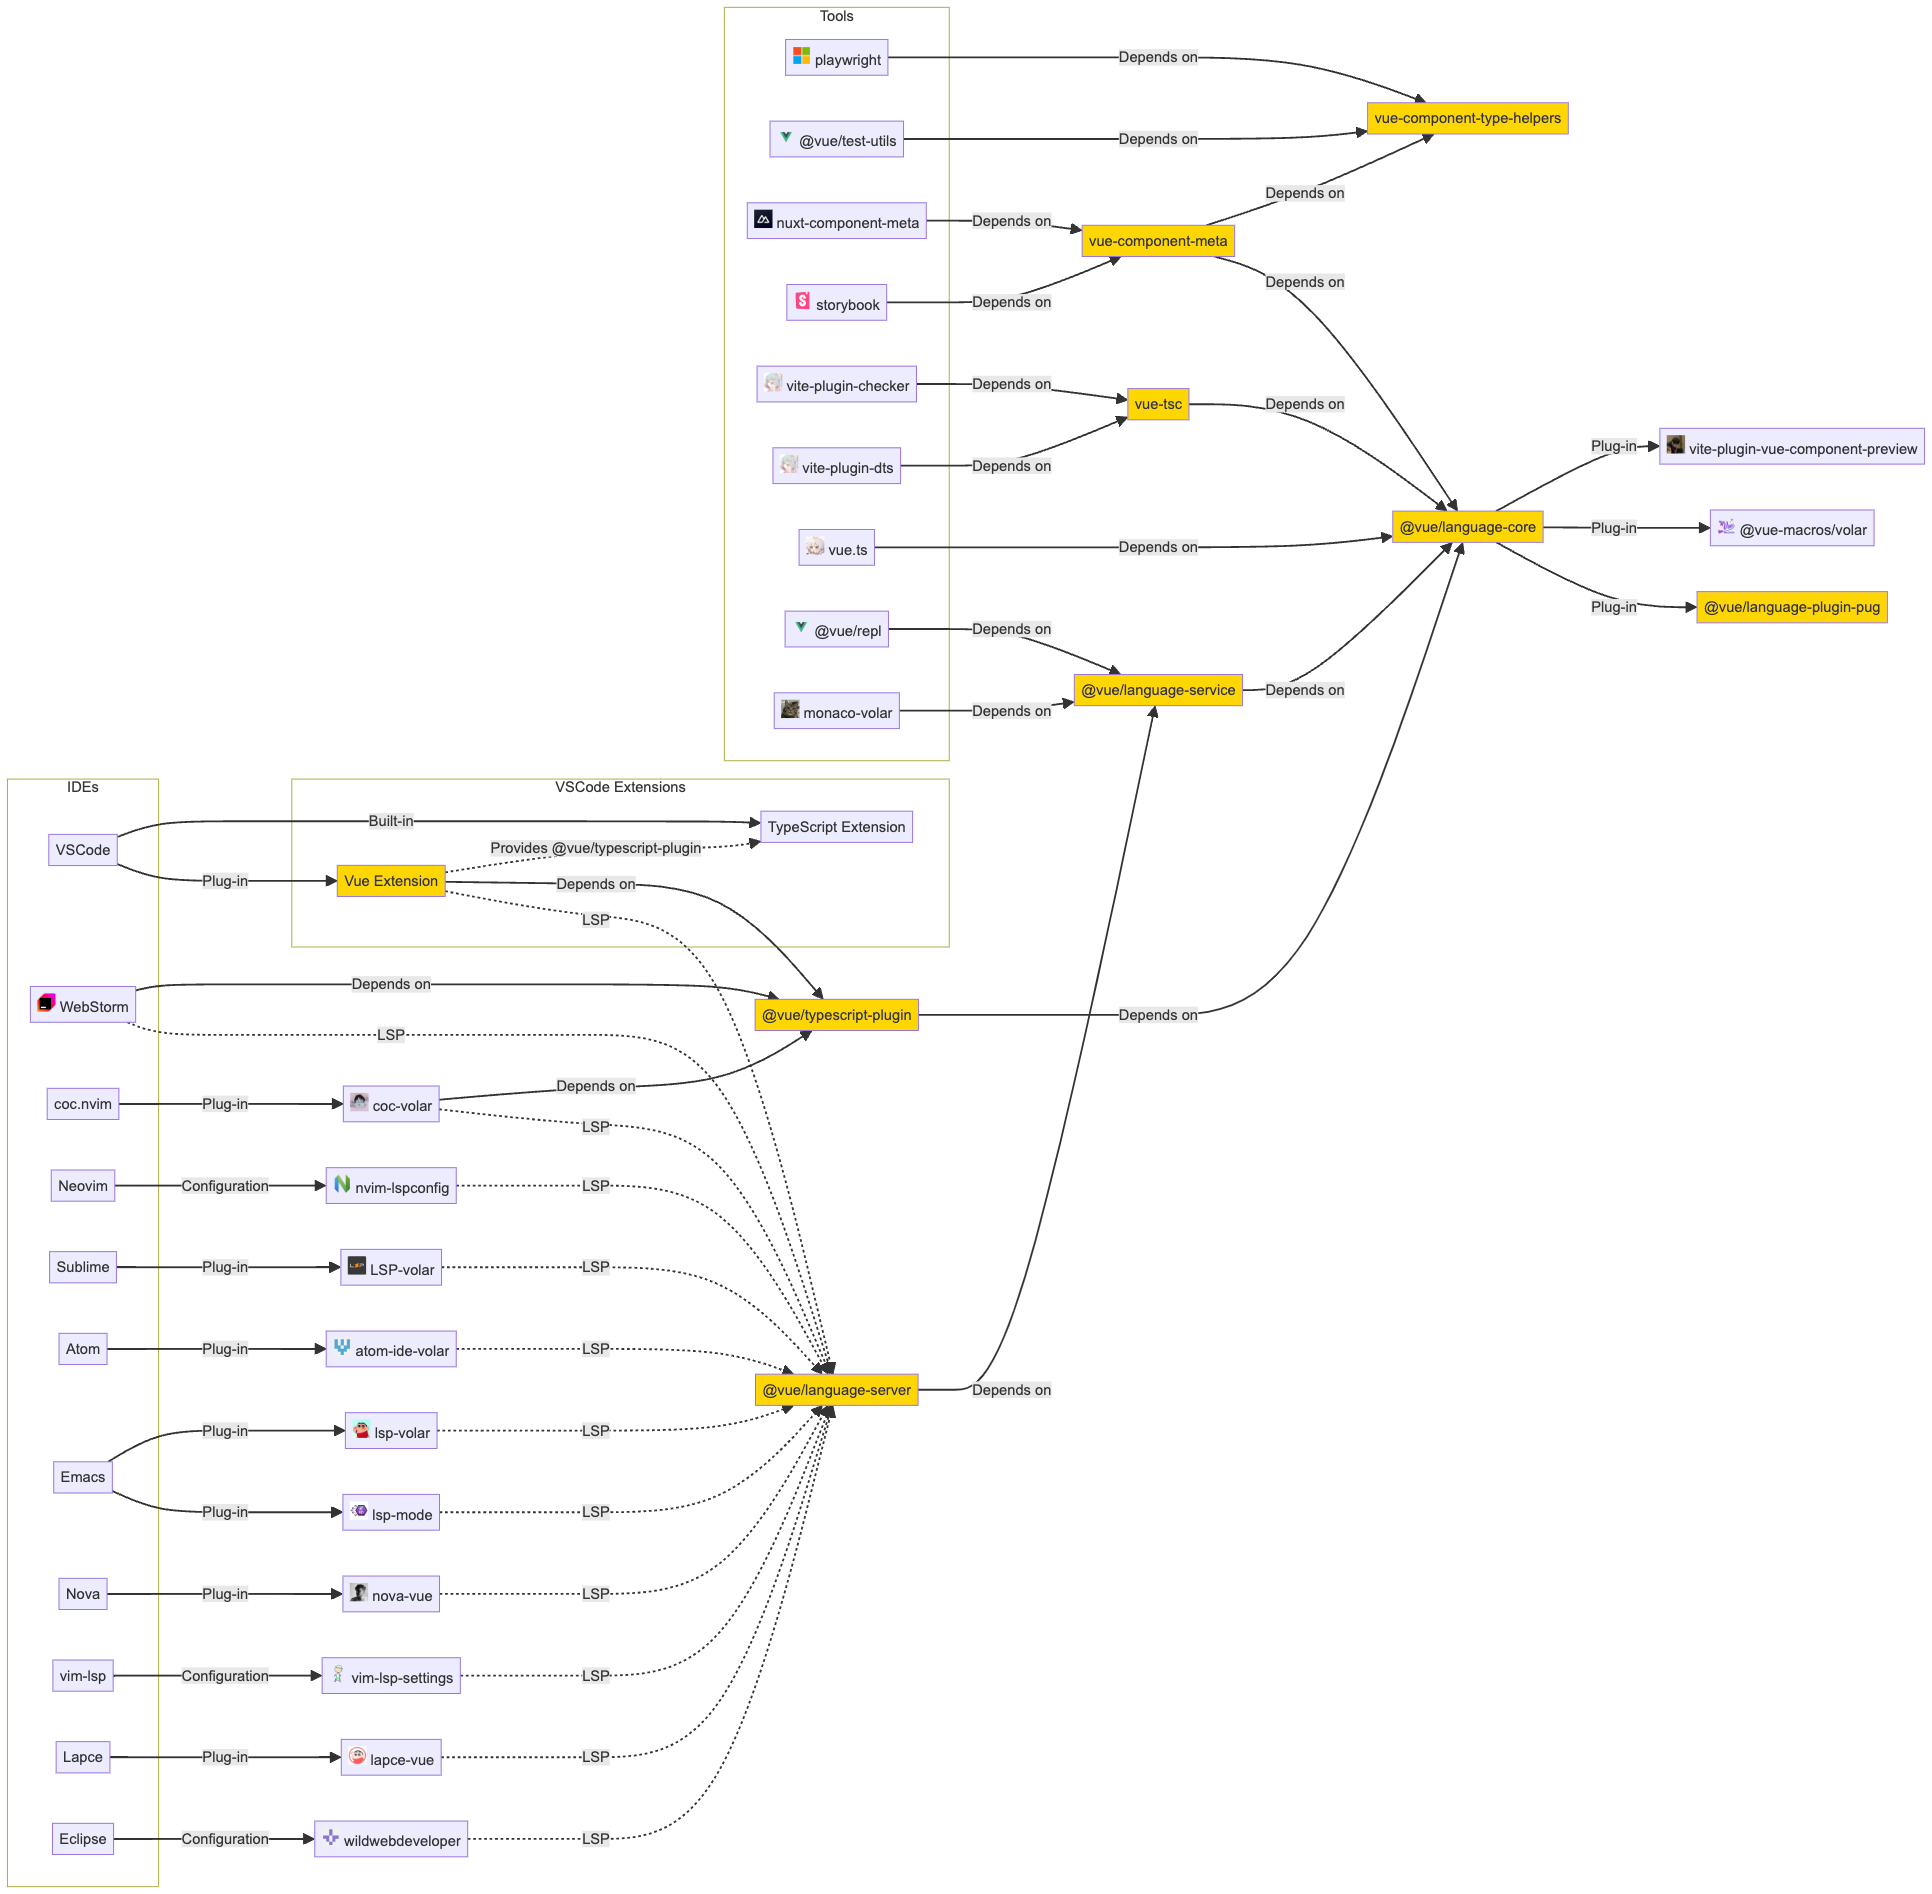 Tools
playwright
Depends on
vue-component-type-helpers
@vue/test-utils
Depends on
Depends on
nuxt-component-meta
Depends on
vue-component-meta
storybook
Depends on
Depends on
vite-plugin-checker
Depends on
vue-tsc
Depends on
vite-plugin-dts
Depends on
Plug-in
vite-plugin-vue-component-preview
@vue/language-core
Plug-in
@vue-macros/volar
vue.ts
Depends on
Plug-in
@vue/language-plugin-pug
@vue/repl
Depends on
@vue/language-service
Depends on
monaco-volar
Depends on
IDEs
VSCode Extensions
VSCode
Built-in
TypeScript Extension
Provides @vue/typescript-plugin
Plug-in
Vue Extension
Depends on
LSP
WebStorm
Depends on
@vue/typescript-plugin
Depends on
LSP
coc.nvim
Plug-in
coc-volar
Depends on
LSP
Neovim
Configuration
nvim-lspconfig
LSP
Sublime
Plug-in
LSP-volar
LSP
Atom
Plug-in
atom-ide-volar
LSP
@vue/language-server
Depends on
Emacs
Plug-in
lsp-volar
LSP
Plug-in
lsp-mode
LSP
Nova
Plug-in
nova-vue
LSP
vim-lsp
Configuration
vim-lsp-settings
LSP
Lapce
Plug-in
lapce-vue
LSP
Eclipse
Configuration
wildwebdeveloper
LSP